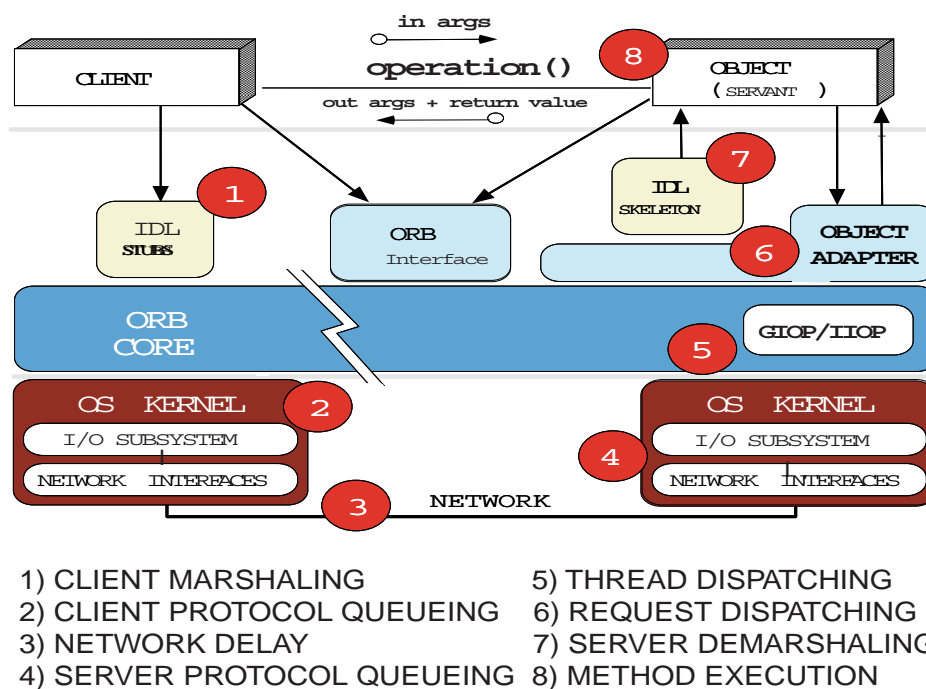 in args
operation()
out args + return value
CLIENT
8
OBJECT
( SERVANT )
1
IDL
STUBS
ORB
Interface
7
IDL
SKELETON
6
OBJECT
ADAPTER
ORB
CORE
5
GIOP/IIOP
OS KERNEL
2
I/O SUBSYSTEM
NETWORK INTERFACES
3
NETWORK
OS KERNEL
4
I/O SUBSYSTEM
NETWORK INTERFACES
1) CLIENT MARSHALING
2) CLIENT PROTOCOL QUEUEING
3) NETWORK DELAY
4) SERVER PROTOCOL QUEUEING
5) THREAD DISPATCHING
6) REQUEST DISPATCHING
7) SERVER DEMARSHALING
8) METHOD EXECUTION